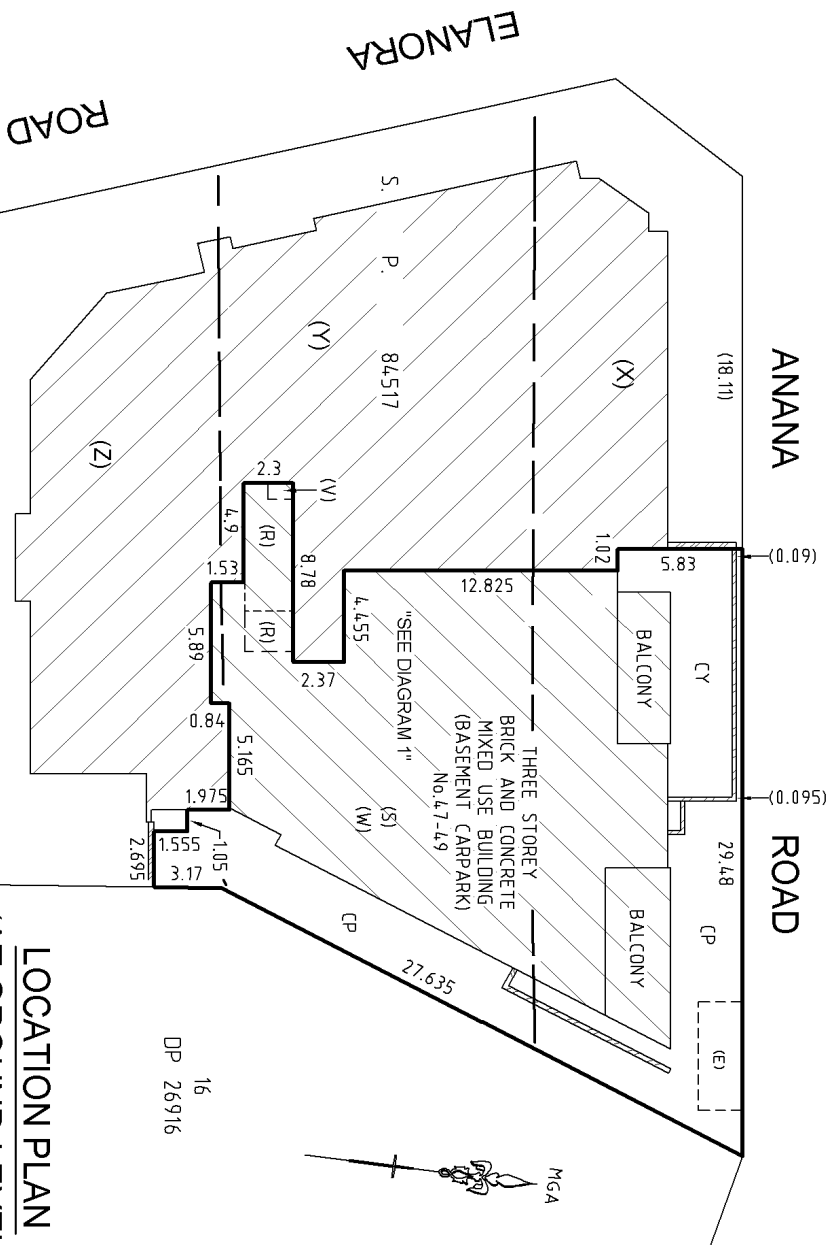 ELANORA
ROAD
ANANA
ROAD
S. P. 84517
(18.11)
(X)
(Y)
(Z)
(V)
(R)
(R)
2.3
4.9
8.78
1.53
5.89
0.84
5.165
1.975
1.05
1.555
2.695
3.17
2.37
4.455
12.825
1.02
5.83
(0.09)
(0.095)
29.48
27.635
CY
CP
CP
BALCONY
BALCONY
(E)
"SEE DIAGRAM 1"
THREE STOREY
BRICK AND CONCRETE
MIXED USE BUILDING
(BASEMENT CARPARK)
No.47-49
(S)
(W)
16
DP 26916
MGA
LOCATION PLAN